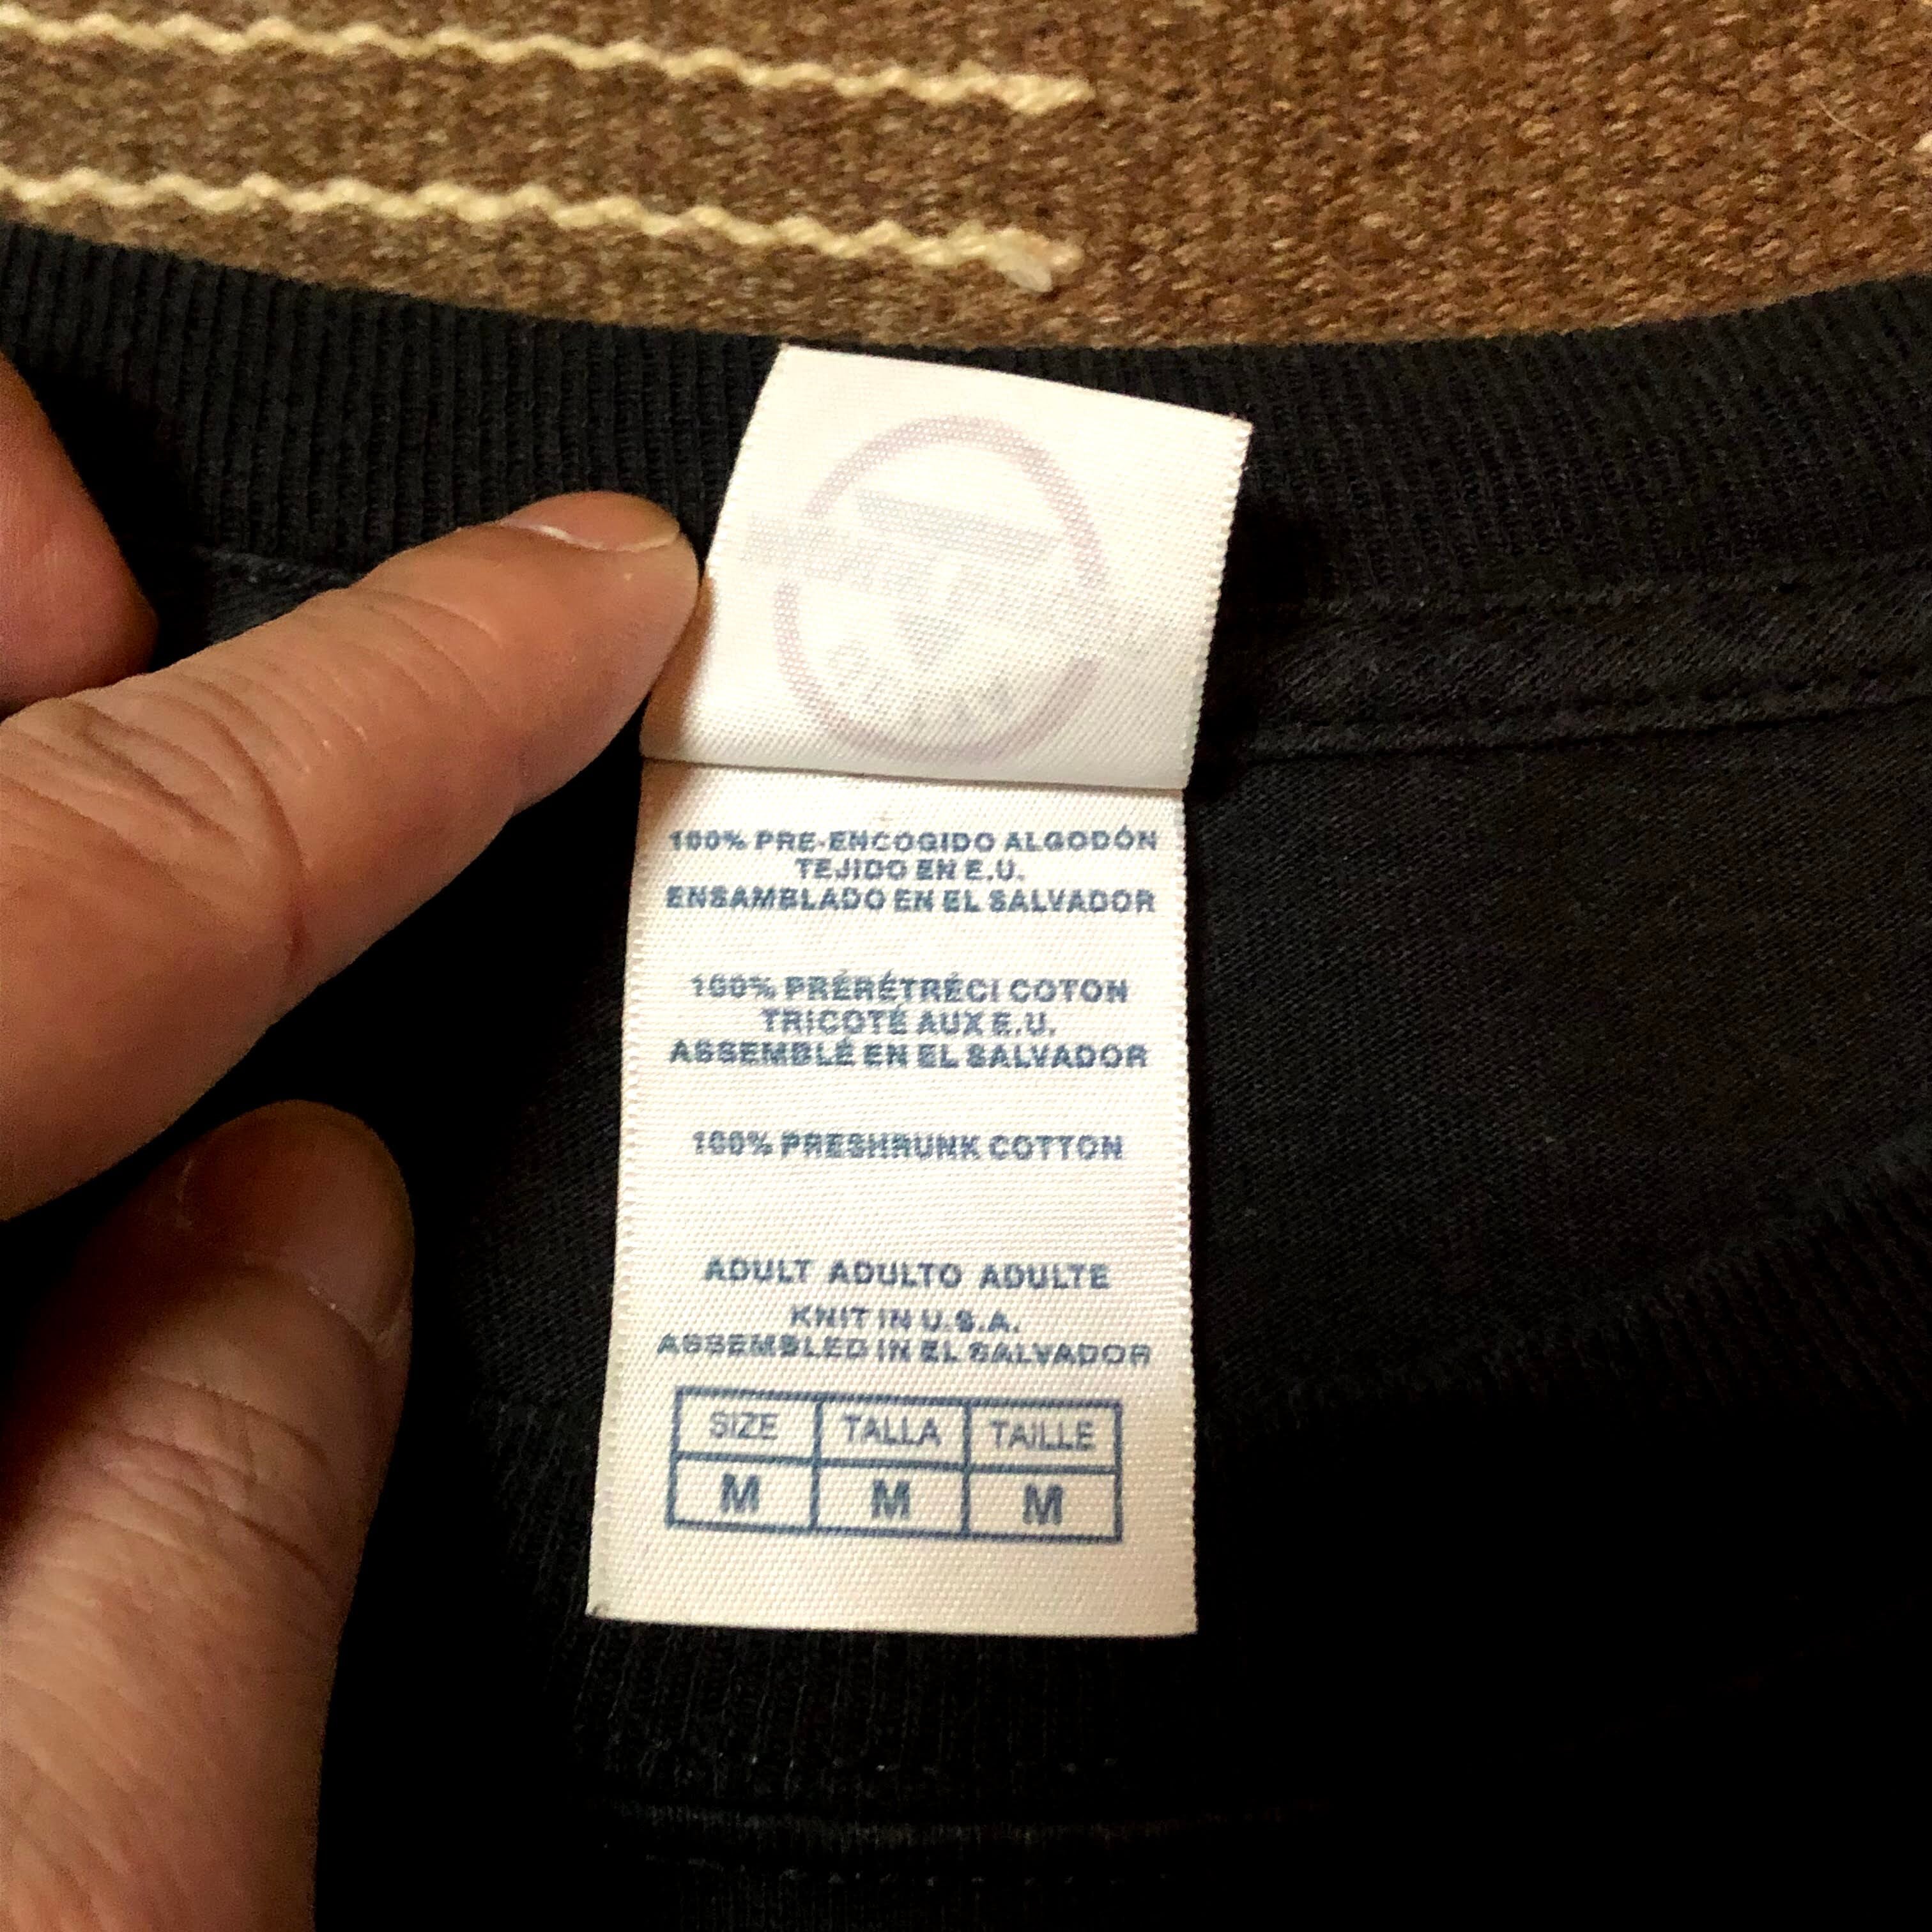 100% PRE-ENCOGIDO ALGODÓN
TEJIDO EN E.U.
ENSAMBLADO EN EL SALVADOR
100% PRÉRÉTRÉCI COTON
TRICOTÉ AUX E.U.
ASSEMBLÉ EN EL SALVADOR
100% PRESHRUNK COTTON
ADULT ADULTO ADULTE
KNIT IN U.S.A.
ASSEMBLED IN EL SALVADOR
SIZE TALLA TAILLE
M M M